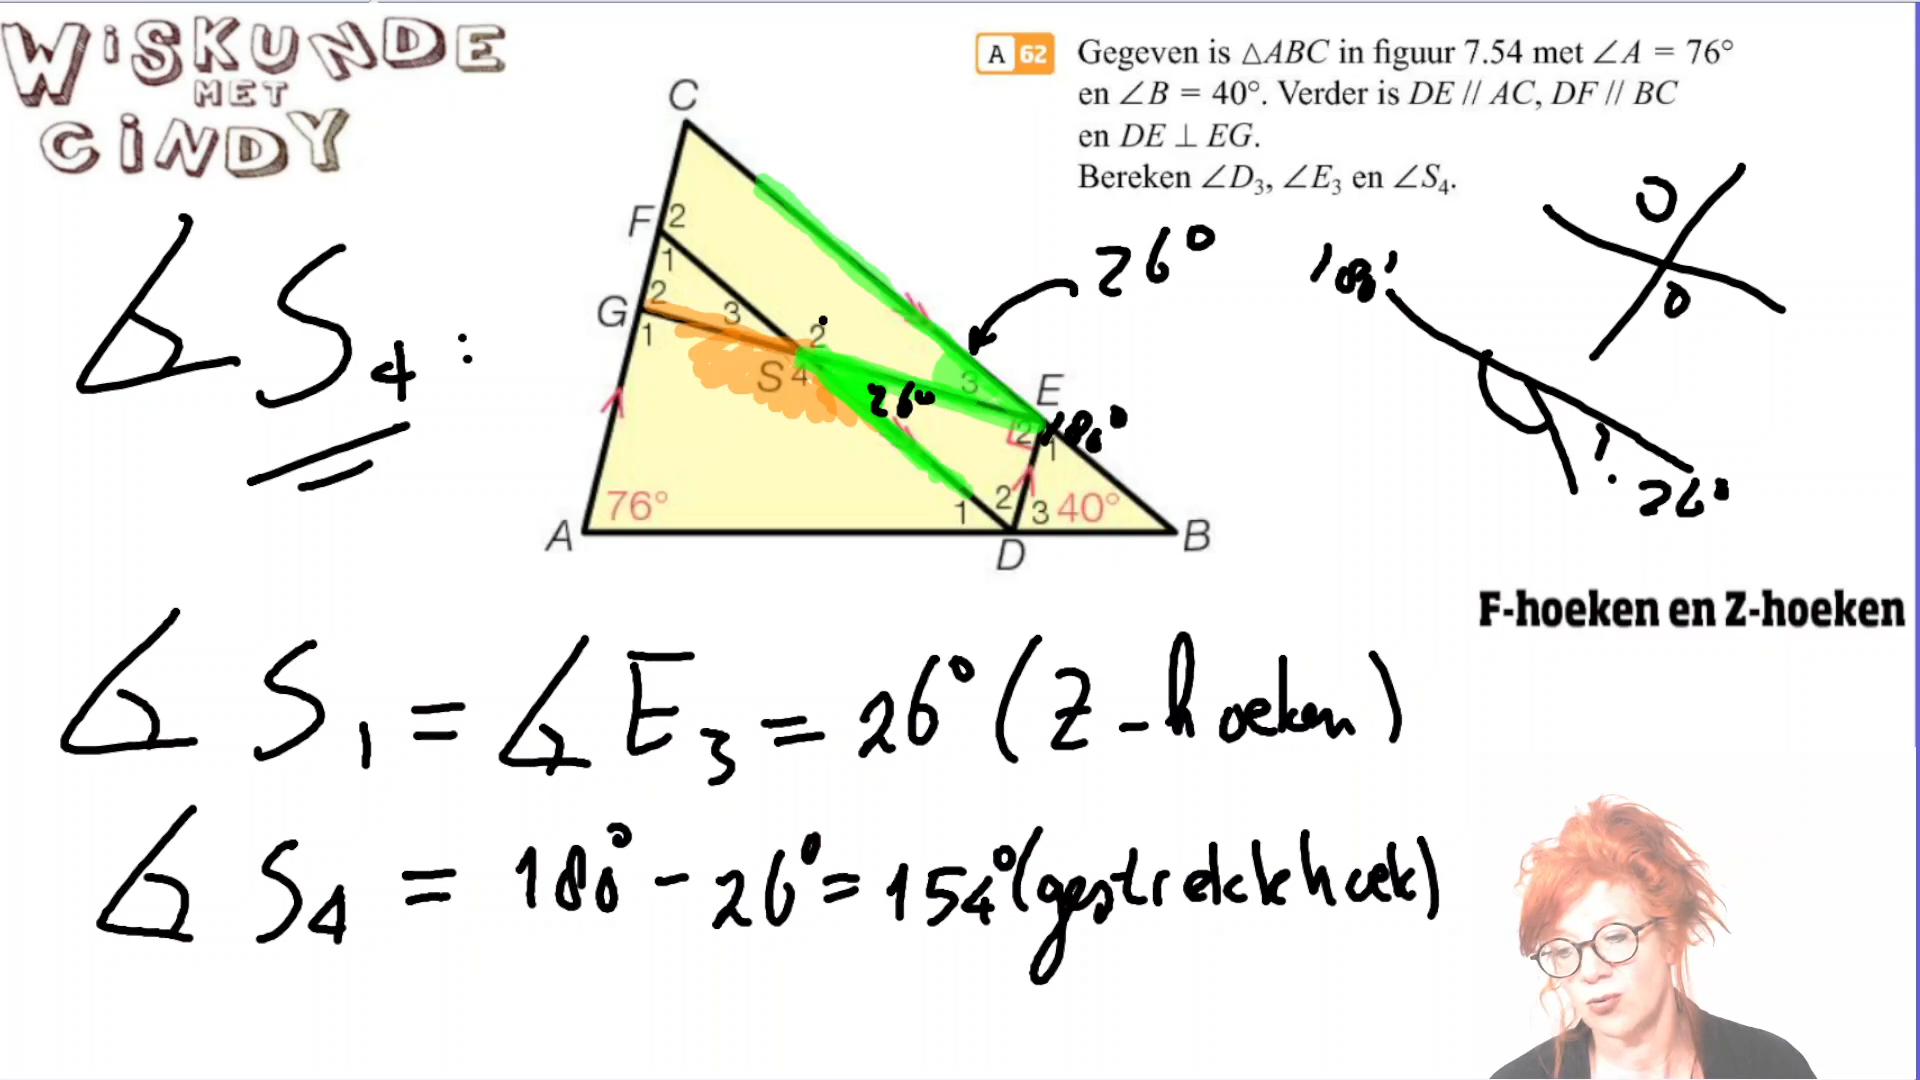 WiSKUNDE
MET
CiNDY
A 62
Gegeven is △ABC in figuur 7.54 met ∠A = 76°
en ∠B = 40°. Verder is DE // AC, DF // BC
en DE ⊥ EG.
Bereken ∠D₃, ∠E₃ en ∠S₄.
C
F 2
1
G 2
1
3
2
S 4
3
E
2
1
76°
1
2
3
40°
A
D
B
26°
26°
180°
O
O
180°
?
26°
∠S₄:
F-hoeken en Z-hoeken
∠ S₁ = ∠ E₃ = 26° (Z-hoeken)
∠ S₄ = 180° - 26° = 154° (gestrekte hoek)